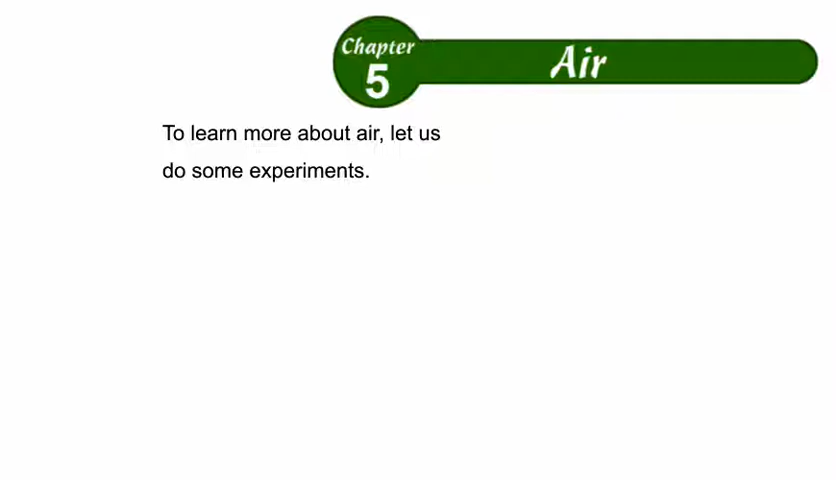 Chapter
5
Air
To learn more about air, let us
do some experiments.